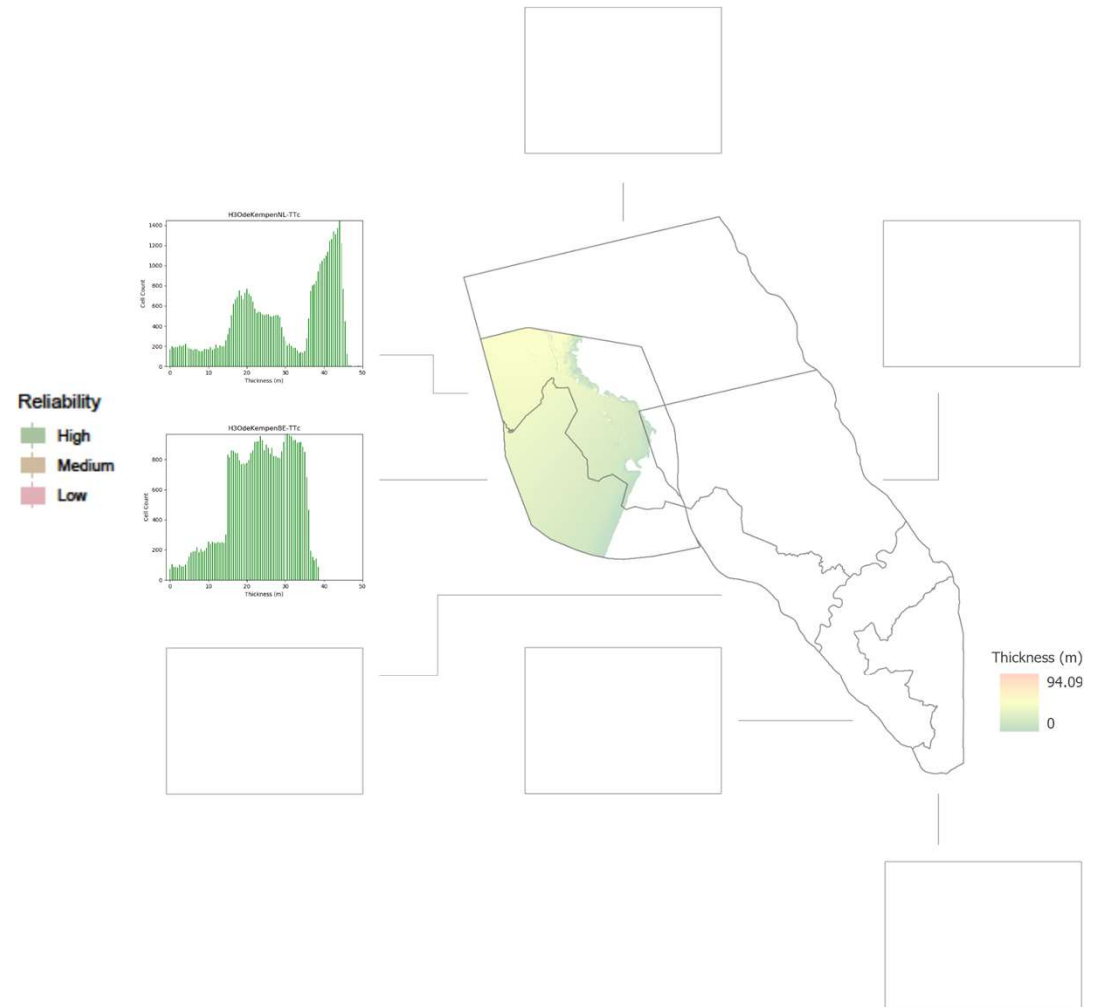 H3OdeKempenNL-TTc
Cell Count
1400
1200
1000
800
600
400
200
0
0 10 20 30 40 50
Thickness (m)
Reliability
High
Medium
Low
H3OdeKempenBE-TTc
Cell Count
800
600
400
200
0
0 10 20 30 40 50
Thickness (m)
Thickness (m)
94.09
0